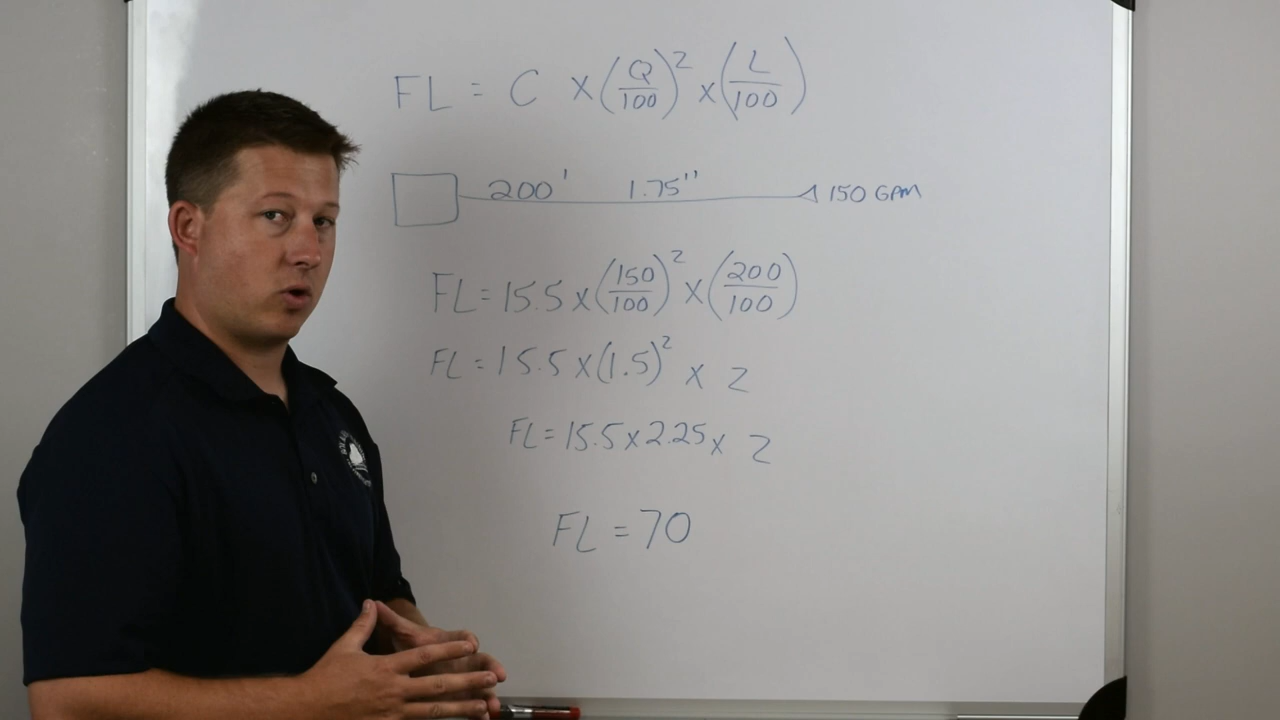 FL = C x (Q/100)² x (L/100)
200' 1.75" 150 GPM
FL = 15.5 x (150/100)² x (200/100)
FL = 15.5 x (1.5)² x 2
FL = 15.5 x 2.25 x 2
FL = 70